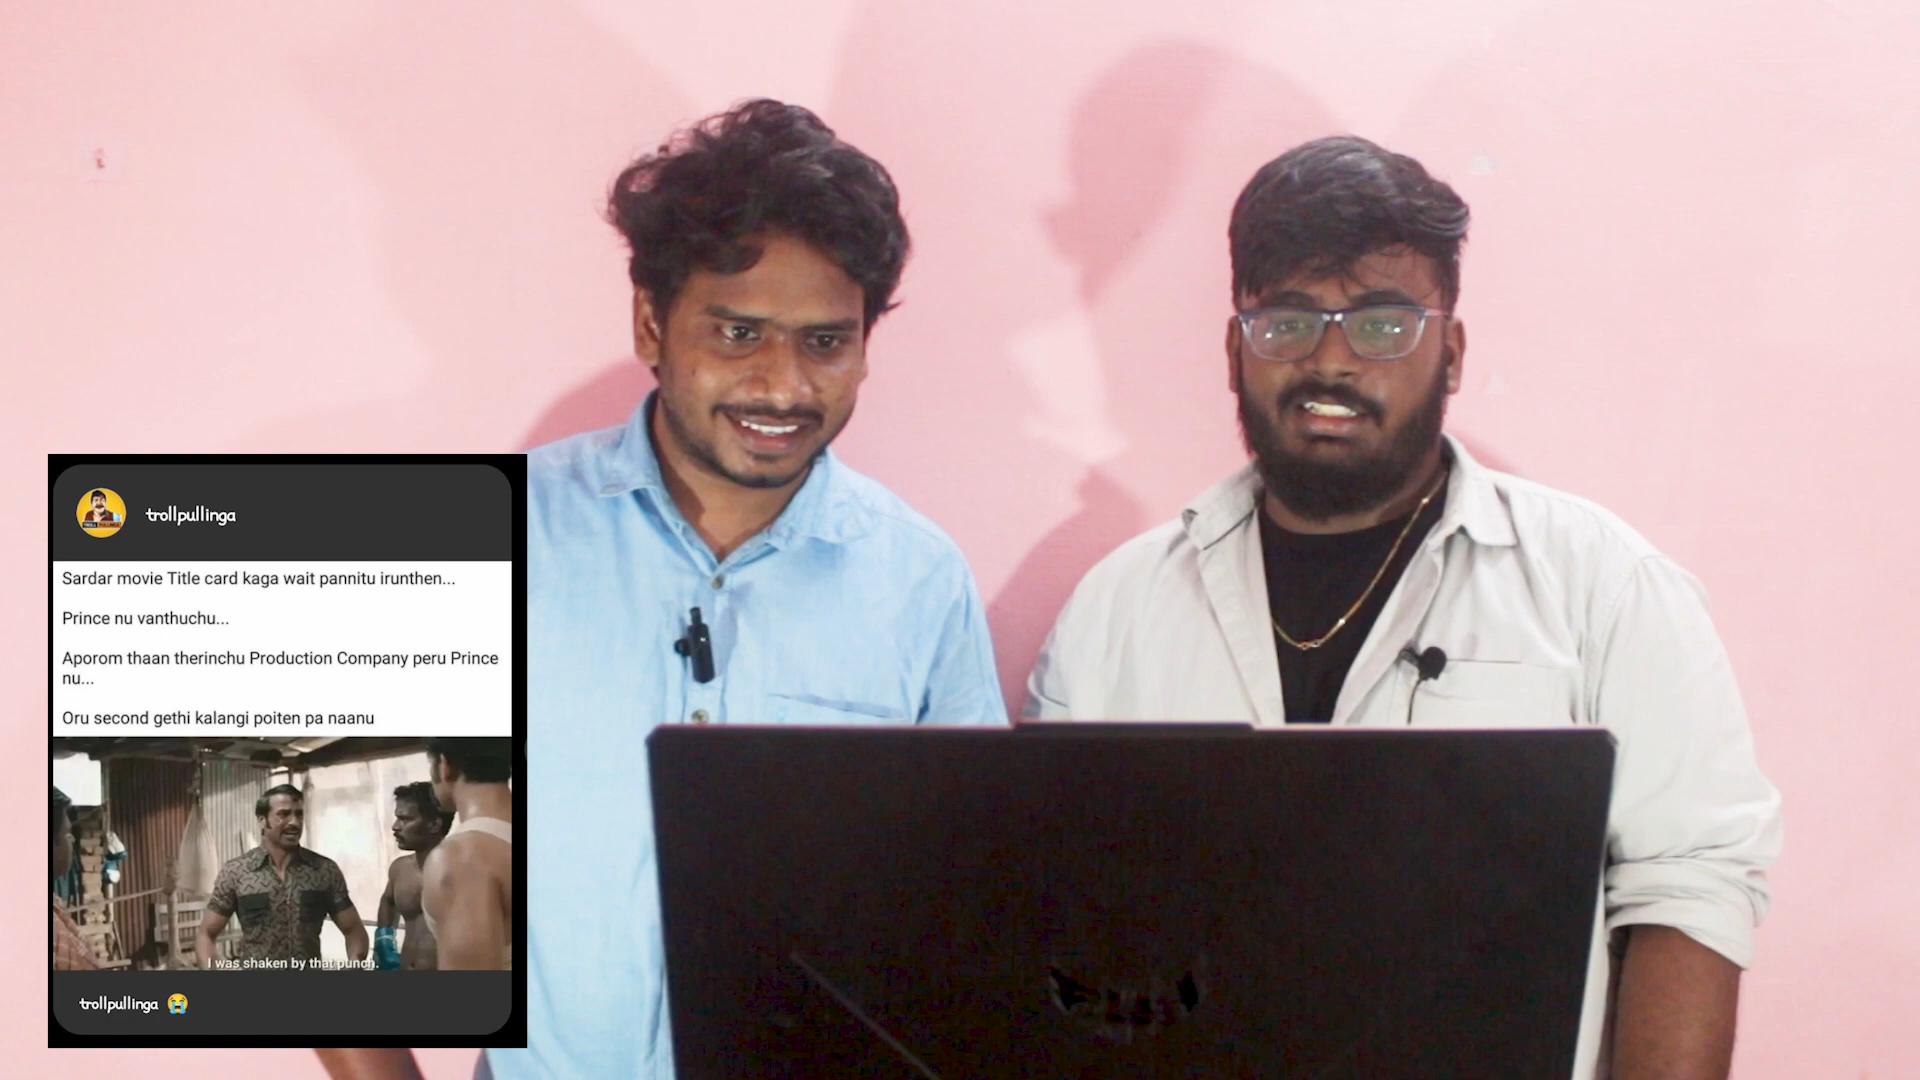 trollpullinga
Sardar movie Title card kaga wait pannitu irunthen...
Prince nu vanthuchu...
Aporom thaan therinchu Production Company peru Prince
nu...
Oru second gethi kalangi poiten pa naanu
I was shaken by that punch.
trollpullinga 😭